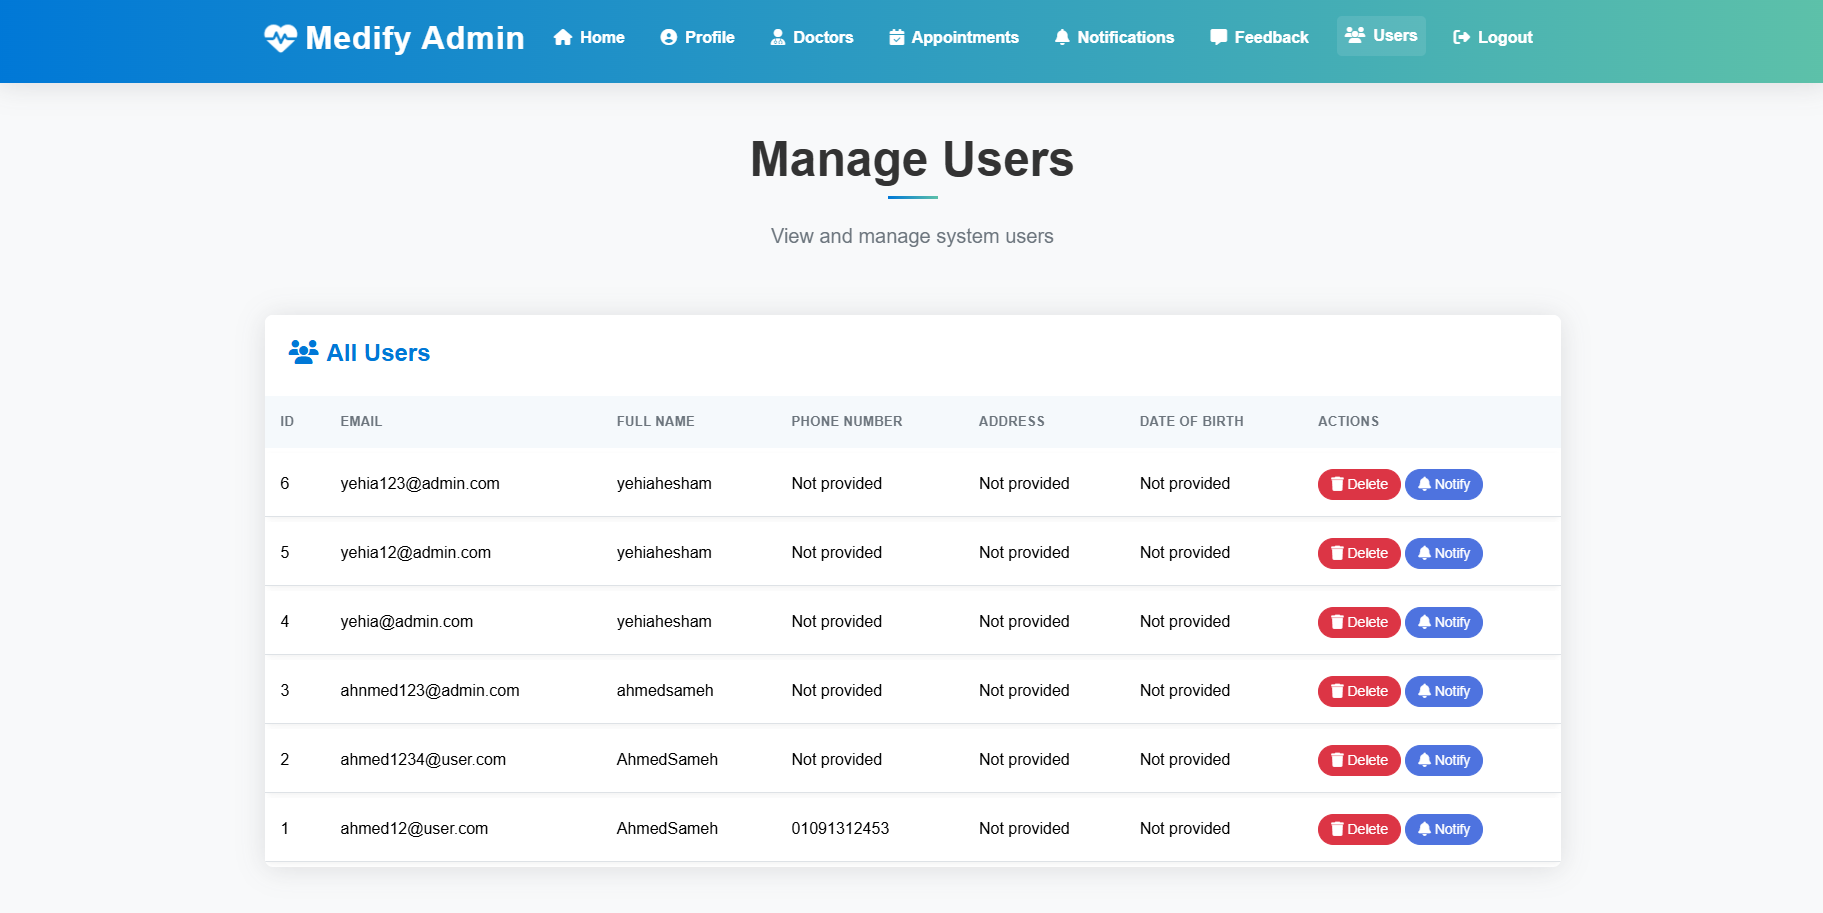 Medify Admin Home Profile Doctors Appointments Notifications Feedback Users Logout
Manage Users
View and manage system users
All Users
ID EMAIL FULL NAME PHONE NUMBER ADDRESS DATE OF BIRTH ACTIONS
6 yehia123@admin.com yehiahesham Not provided Not provided Not provided Delete Notify
5 yehia12@admin.com yehiahesham Not provided Not provided Not provided Delete Notify
4 yehia@admin.com yehiahesham Not provided Not provided Not provided Delete Notify
3 ahnmed123@admin.com ahmedsameh Not provided Not provided Not provided Delete Notify
2 ahmed1234@user.com AhmedSameh Not provided Not provided Not provided Delete Notify
1 ahmed12@user.com AhmedSameh 01091312453 Not provided Not provided Delete Notify